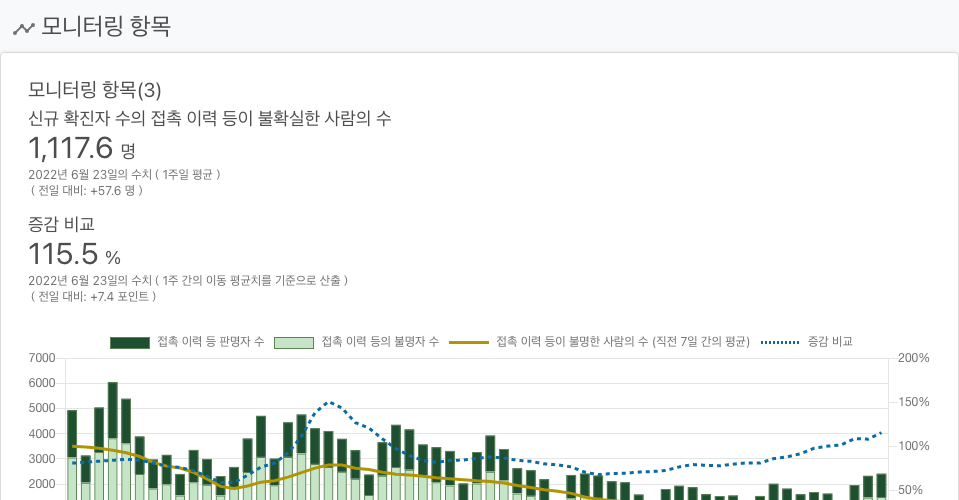 모니터링 항목
모니터링 항목(3)
신규 확진자 수의 접촉 이력 등이 불확실한 사람의 수
1,117.6 명
2022년 6월 23일의 수치 ( 1주일 평균 )
( 전일 대비: +57.6 명 )
증감 비교
115.5 %
2022년 6월 23일의 수치 ( 1주 간의 이동 평균치를 기준으로 산출 )
( 전일 대비: +7.4 포인트 )
접촉 이력 등 판명자 수 접촉 이력 등의 불명자 수 접촉 이력 등이 불명한 사람의 수 (직전 7일 간의 평균) 증감 비교
7000 200%
6000
5000 150%
4000 100%
3000
2000 50%